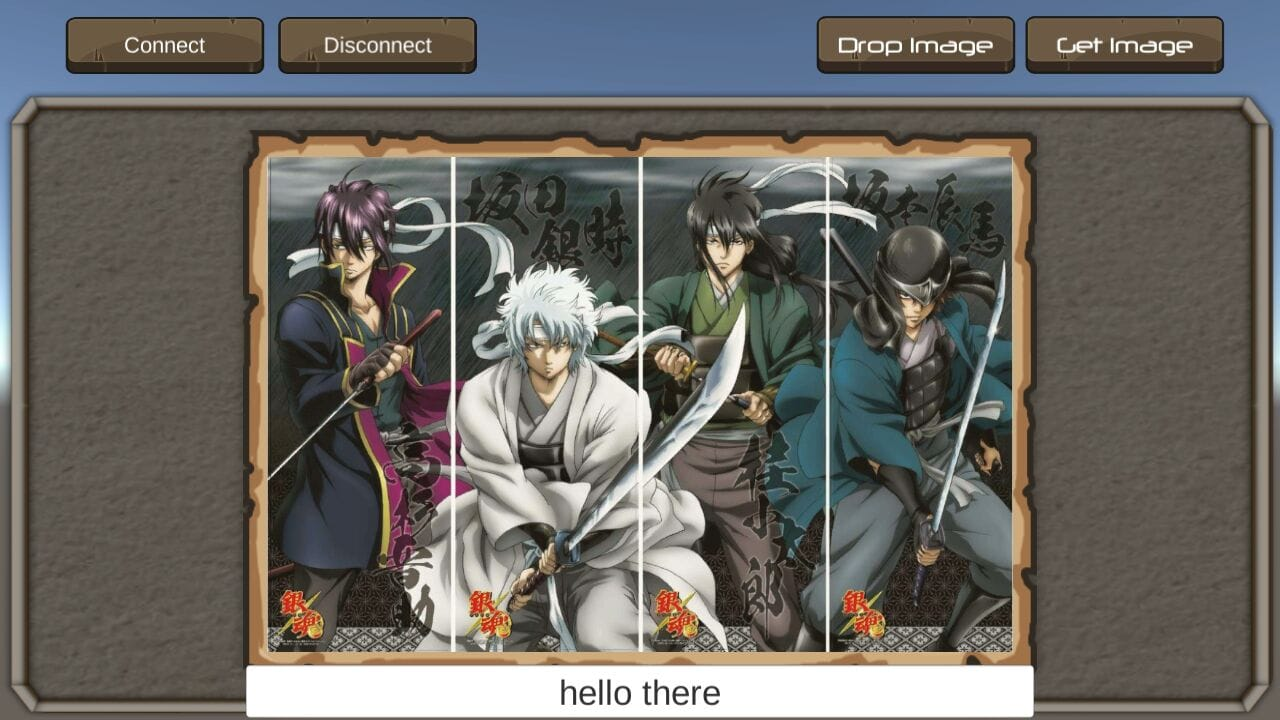 Connect
Disconnect
Drop Image
Get Image
高杉晋助
坂田
銀時
桂小太郎
坂本辰馬
銀魂
銀魂
銀魂
銀魂
hello there